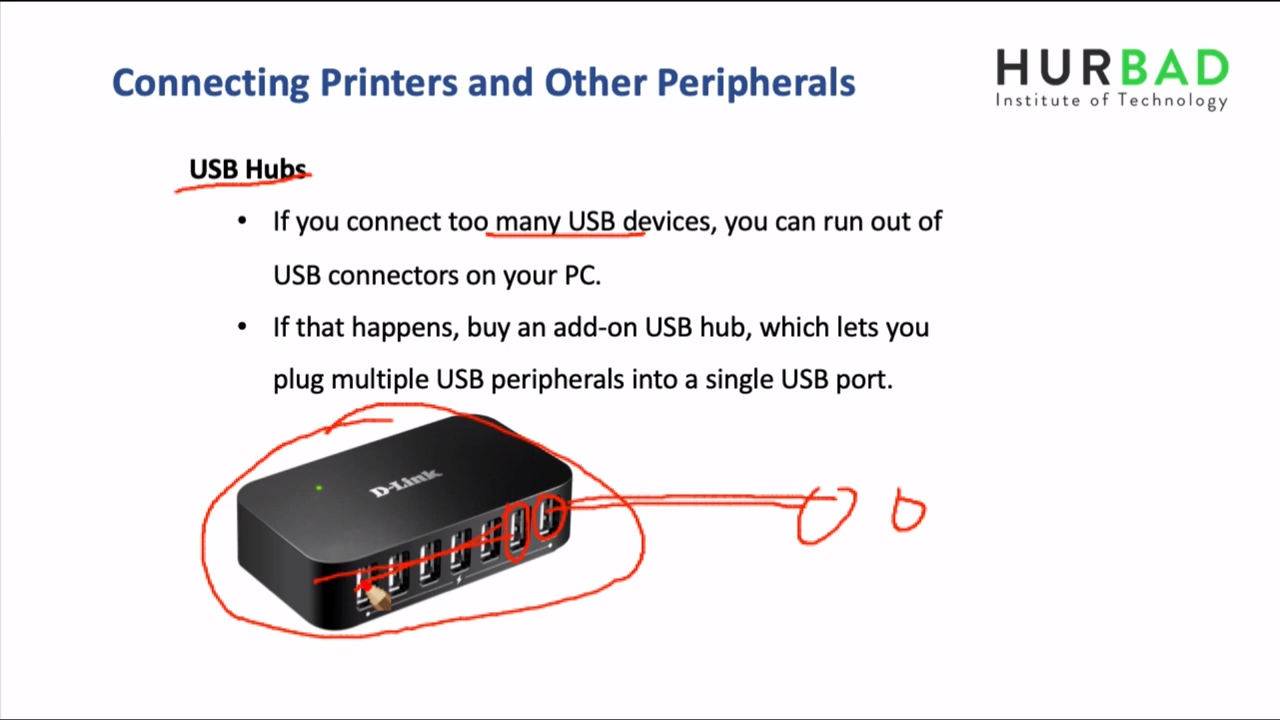 Connecting Printers and Other Peripherals
HURBAD
Institute of Technology
USB Hubs
• If you connect too many USB devices, you can run out of
USB connectors on your PC.
• If that happens, buy an add-on USB hub, which lets you
plug multiple USB peripherals into a single USB port.
D-Link